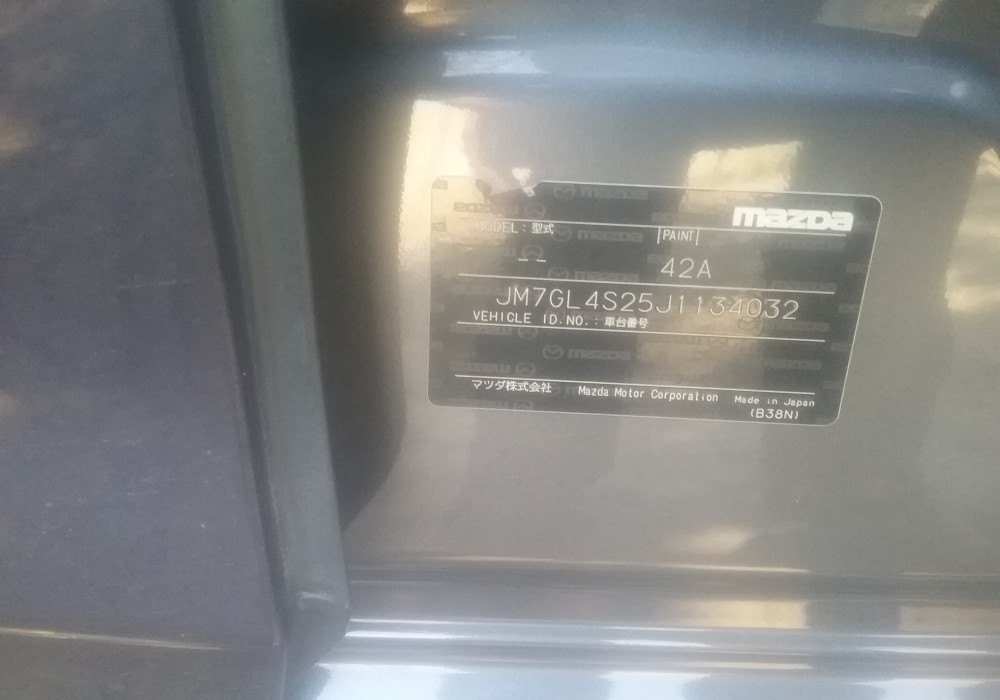 mazda
MODEL : 型式 PAINT
-- 42A
JM7GL4S25J1134032
VEHICLE ID.NO. : 車台番号
マツダ株式会社 Mazda Motor Corporation Made in Japan
(B38N)